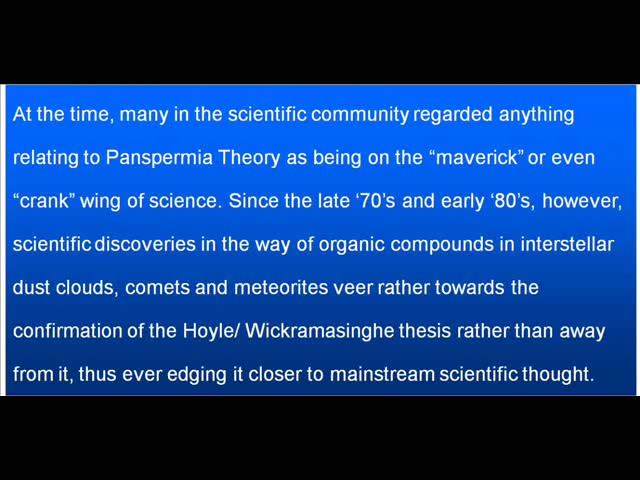 At the time, many in the scientific community regarded anything
relating to Panspermia Theory as being on the “maverick” or even
“crank” wing of science. Since the late ‘70’s and early ‘80’s, however,
scientific discoveries in the way of organic compounds in interstellar
dust clouds, comets and meteorites veer rather towards the
confirmation of the Hoyle/ Wickramasinghe thesis rather than away
from it, thus ever edging it closer to mainstream scientific thought.